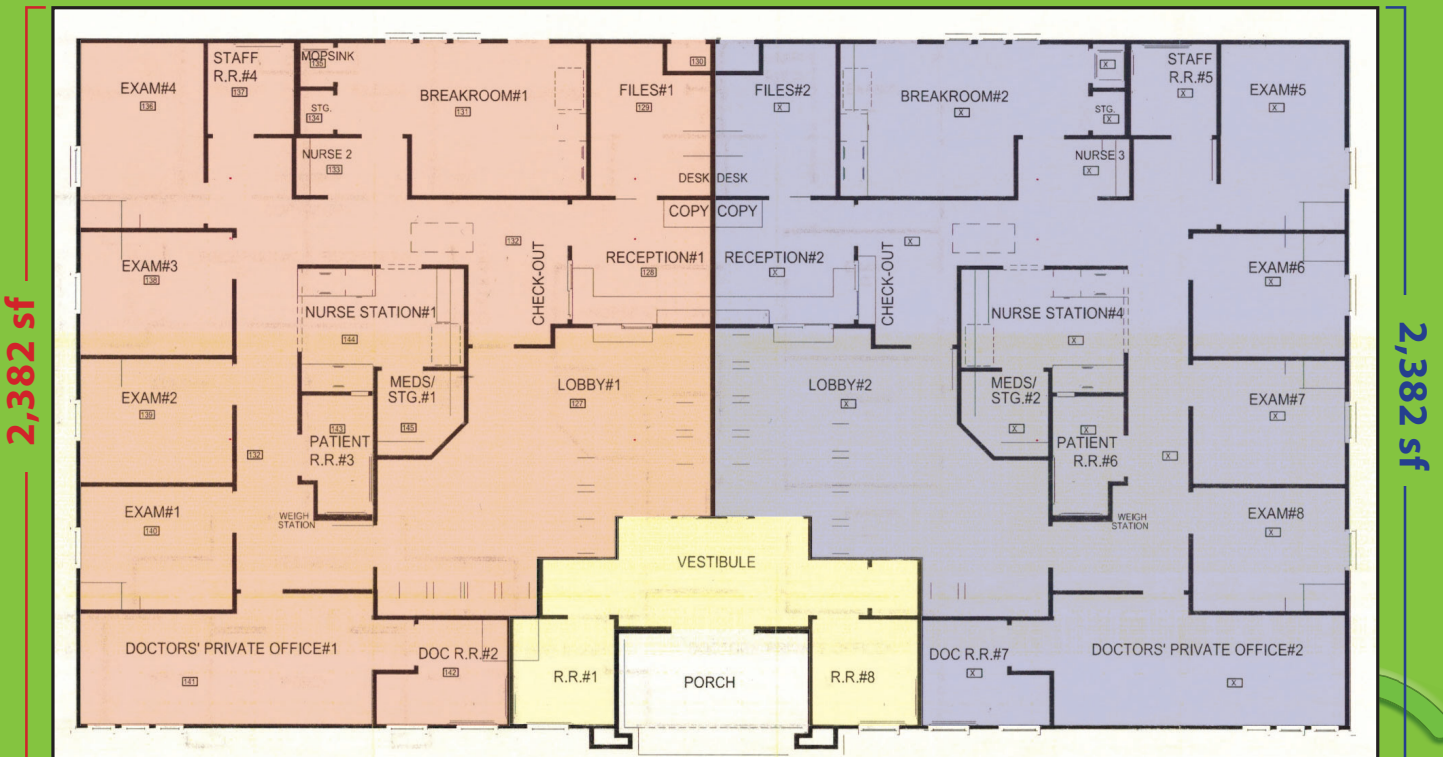 2,382 sf
EXAM#4
136
STAFF
R.R.#4
137
MOPSINK
135
STG.
134
BREAKROOM#1
131
FILES#1
129
130
NURSE 2
133
DESK
COPY
EXAM#3
138
132
CHECK-OUT
RECEPTION#1
128
NURSE STATION#1
144
EXAM#2
139
MEDS/
STG.#1
145
LOBBY#1
127
143
PATIENT
R.R.#3
132
EXAM#1
140
WEIGH
STATION
DOCTORS' PRIVATE OFFICE#1
141
DOC R.R.#2
142
VESTIBULE
R.R.#1
PORCH
R.R.#8
FILES#2
X
BREAKROOM#2
X
X
STG.
X
STAFF
R.R.#5
X
EXAM#5
X
NURSE 3
X
DESK
COPY
RECEPTION#2
X
CHECK-OUT
X
EXAM#6
X
NURSE STATION#4
X
LOBBY#2
X
MEDS/
STG.#2
X
EXAM#7
X
X
PATIENT
R.R.#6
X
EXAM#8
X
WEIGH
STATION
DOC R.R.#7
X
DOCTORS' PRIVATE OFFICE#2
X
2,382 sf